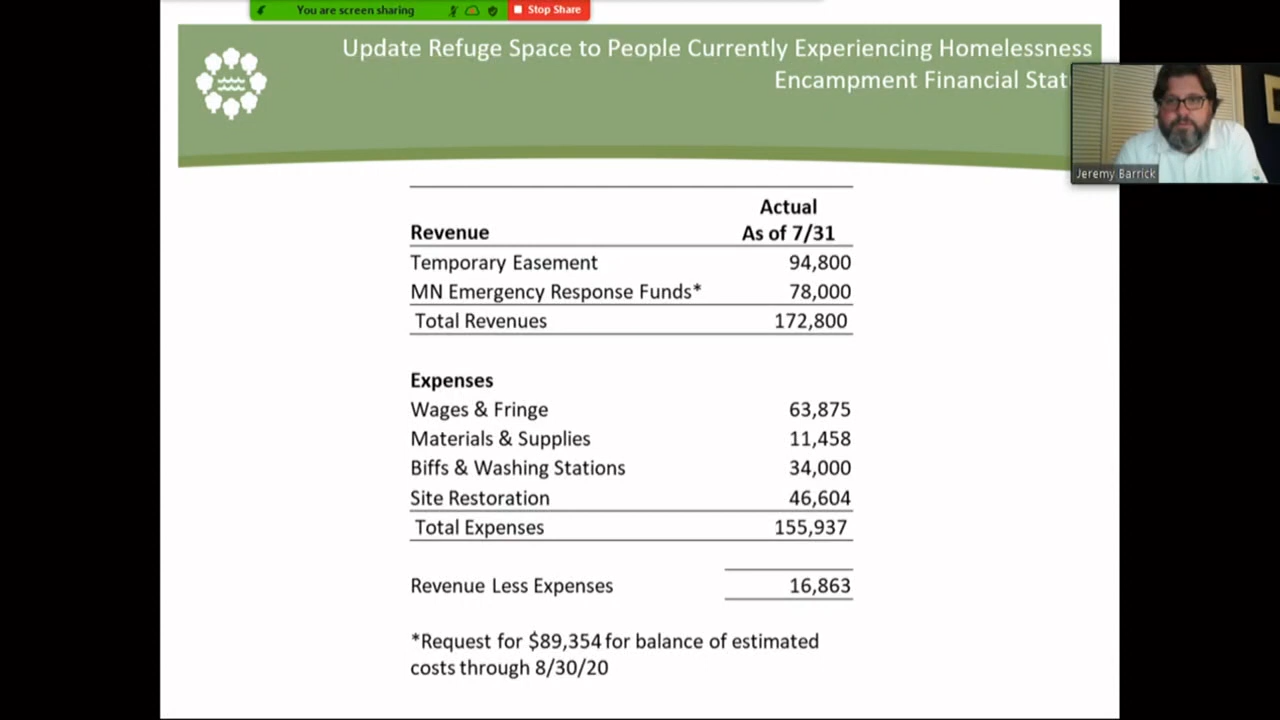 You are screen sharing
Stop Share
Update Refuge Space to People Currently Experiencing Homelessness
Encampment Financial Stat
Jeremy Barrick
Actual
Revenue As of 7/31
Temporary Easement 94,800
MN Emergency Response Funds* 78,000
Total Revenues 172,800
Expenses
Wages & Fringe 63,875
Materials & Supplies 11,458
Biffs & Washing Stations 34,000
Site Restoration 46,604
Total Expenses 155,937
Revenue Less Expenses 16,863
*Request for $89,354 for balance of estimated
costs through 8/30/20